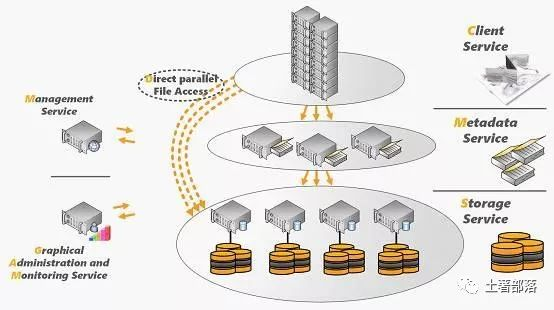 Direct parallel
File Access
Client
Service
Management
Service
Metadata
Service
Storage
Service
Graphical
Administration and
Monitoring Service
土著部落